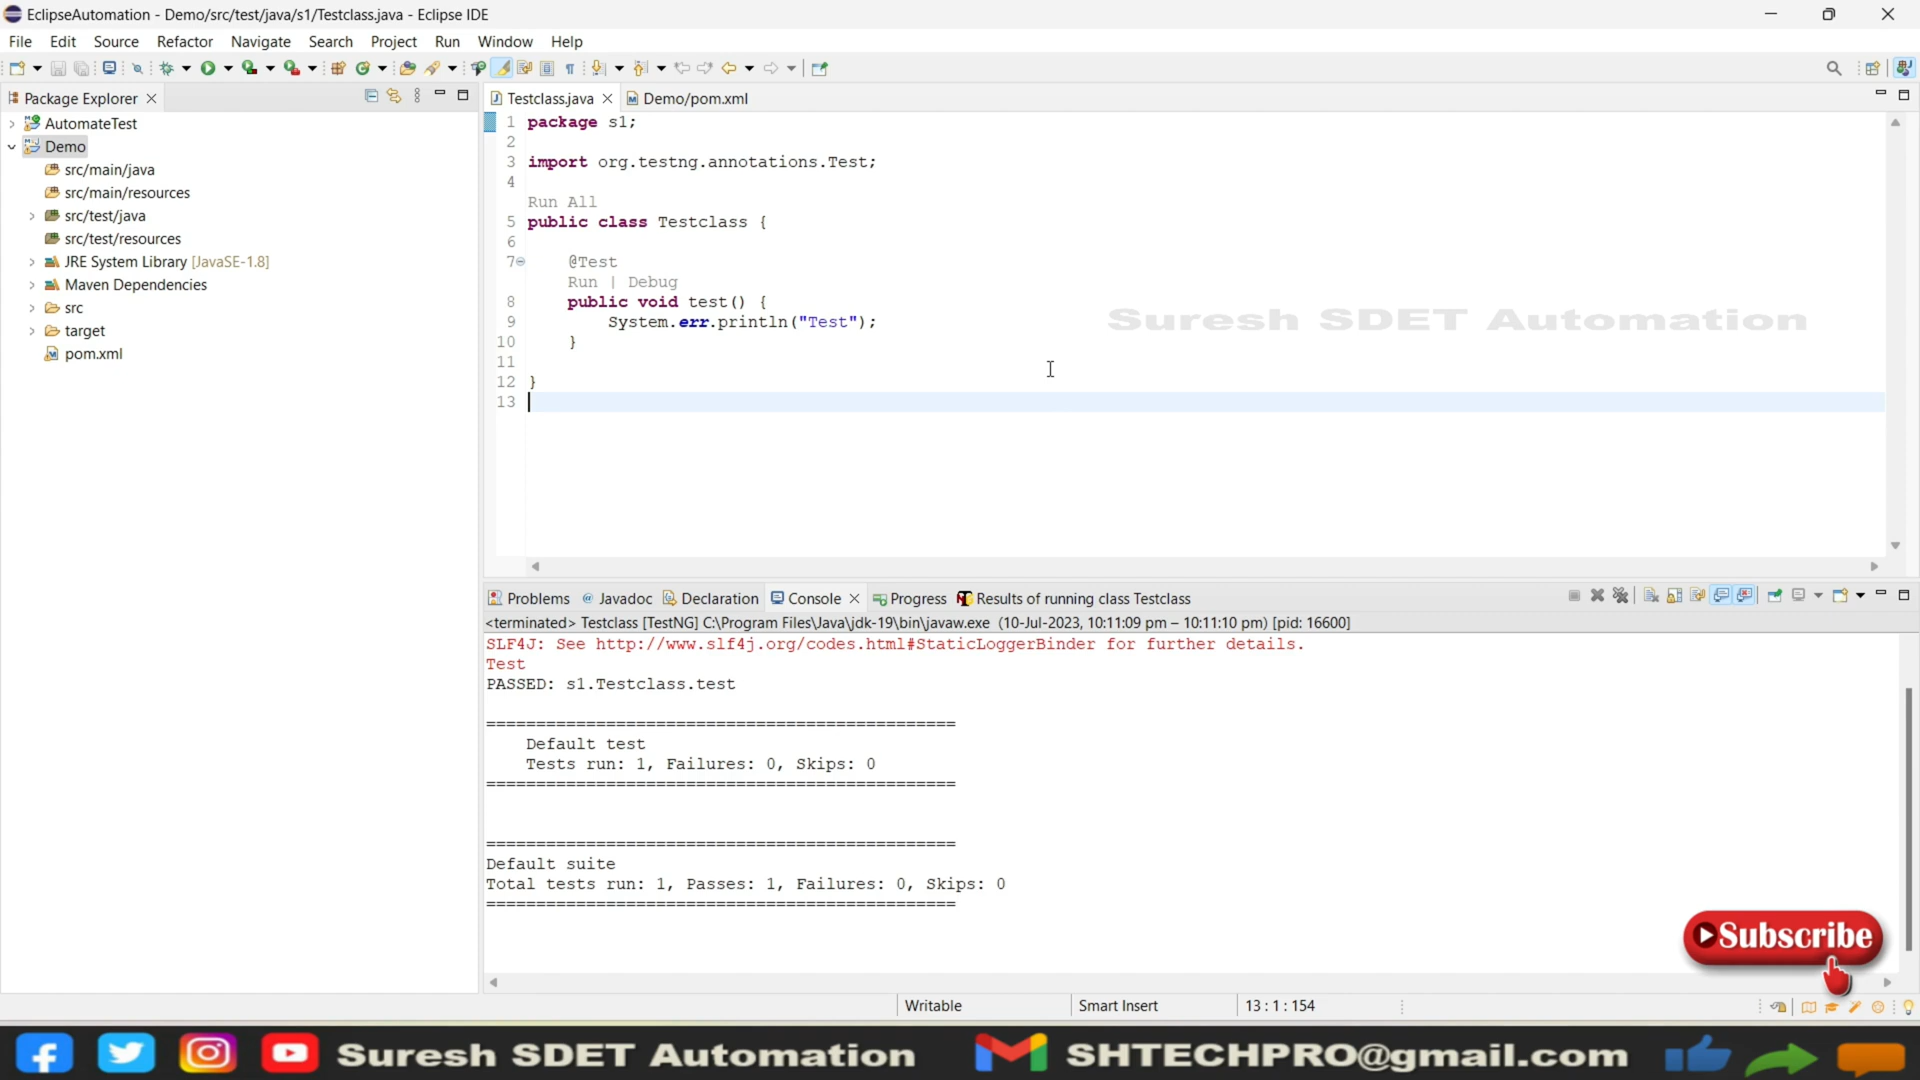 EclipseAutomation - Demo/src/test/java/s1/Testclass.java - Eclipse IDE
File Edit Source Refactor Navigate Search Project Run Window Help
Package Explorer
AutomateTest
Demo
src/main/java
src/main/resources
src/test/java
src/test/resources
JRE System Library [JavaSE-1.8]
Maven Dependencies
src
target
pom.xml
Testclass.java Demo/pom.xml
1 package s1;
2
3 import org.testng.annotations.Test;
4
Run All
5 public class Testclass {
6
7 @Test
Run | Debug
8 public void test() {
9 System.err.println("Test");
10 }
11
12 }
13
Suresh SDET Automation
Problems Javadoc Declaration Console Progress Results of running class Testclass
<terminated> Testclass [TestNG] C:\Program Files\Java\jdk-19\bin\javaw.exe (10-Jul-2023, 10:11:09 pm – 10:11:10 pm) [pid: 16600]
SLF4J: See http://www.slf4j.org/codes.html#StaticLoggerBinder for further details.
Test
PASSED: s1.Testclass.test
===============================================
Default test
Tests run: 1, Failures: 0, Skips: 0
===============================================
===============================================
Default suite
Total tests run: 1, Passes: 1, Failures: 0, Skips: 0
===============================================
Subscribe
Writable Smart Insert 13 : 1 : 154
Suresh SDET Automation SHTECHPRO@gmail.com